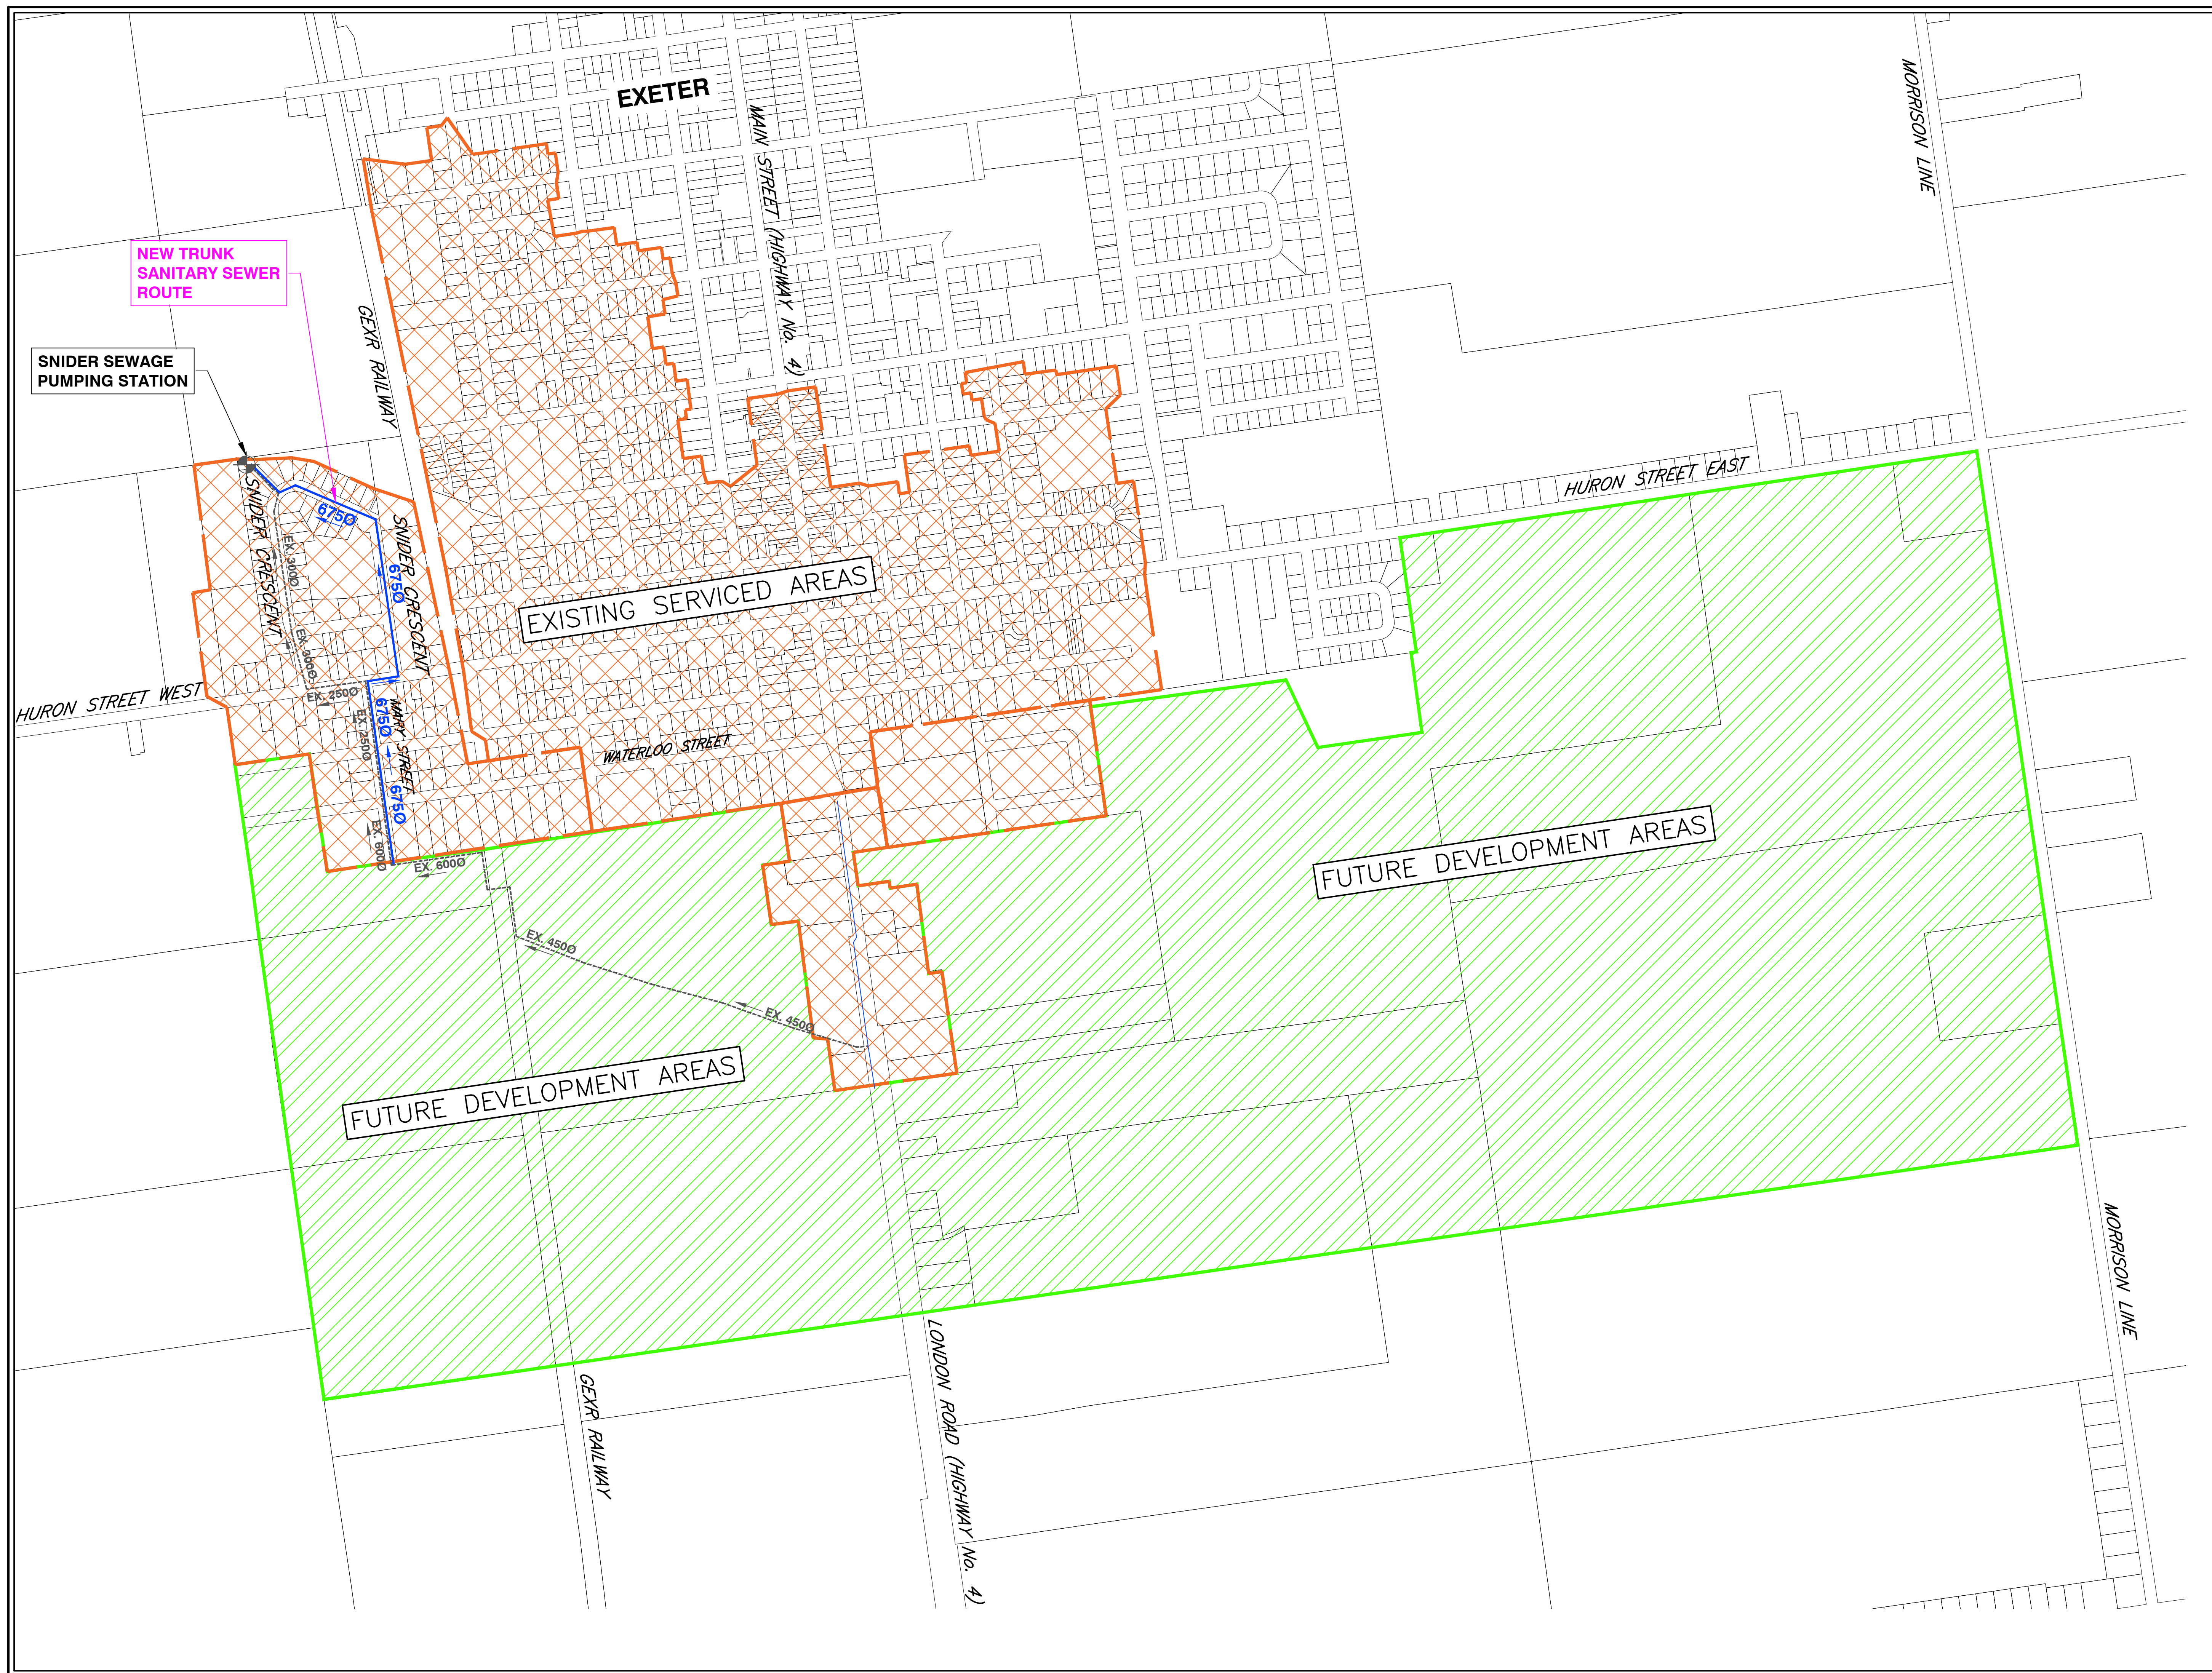 EXETER
MAIN STREET (HIGHWAY No. 4)
MORRISON LINE
NEW TRUNK
SANITARY SEWER
ROUTE
GEXR RAILWAY
SNIDER SEWAGE
PUMPING STATION
HURON STREET EAST
SNIDER CRESCENT
675Ø
SNIDER CRESCENT
EX. 300Ø
675Ø
EXISTING SERVICED AREAS
EX. 300Ø
HURON STREET WEST
EX. 250Ø
675Ø
MARY STREET
EX. 250Ø
WATERLOO STREET
675Ø
EX. 600Ø
EX. 600Ø
FUTURE DEVELOPMENT AREAS
EX. 450Ø
EX. 450Ø
FUTURE DEVELOPMENT AREAS
MORRISON LINE
LONDON ROAD (HIGHWAY No. 4)
GEXR RAILWAY